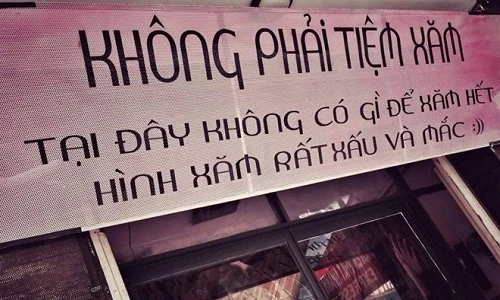 KHÔNG PHẢI TIỆM XĂM
TẠI ĐÂY KHÔNG CÓ GÌ ĐỂ XĂM HẾT
HÌNH XĂM RẤT XẤU VÀ MẮC :))